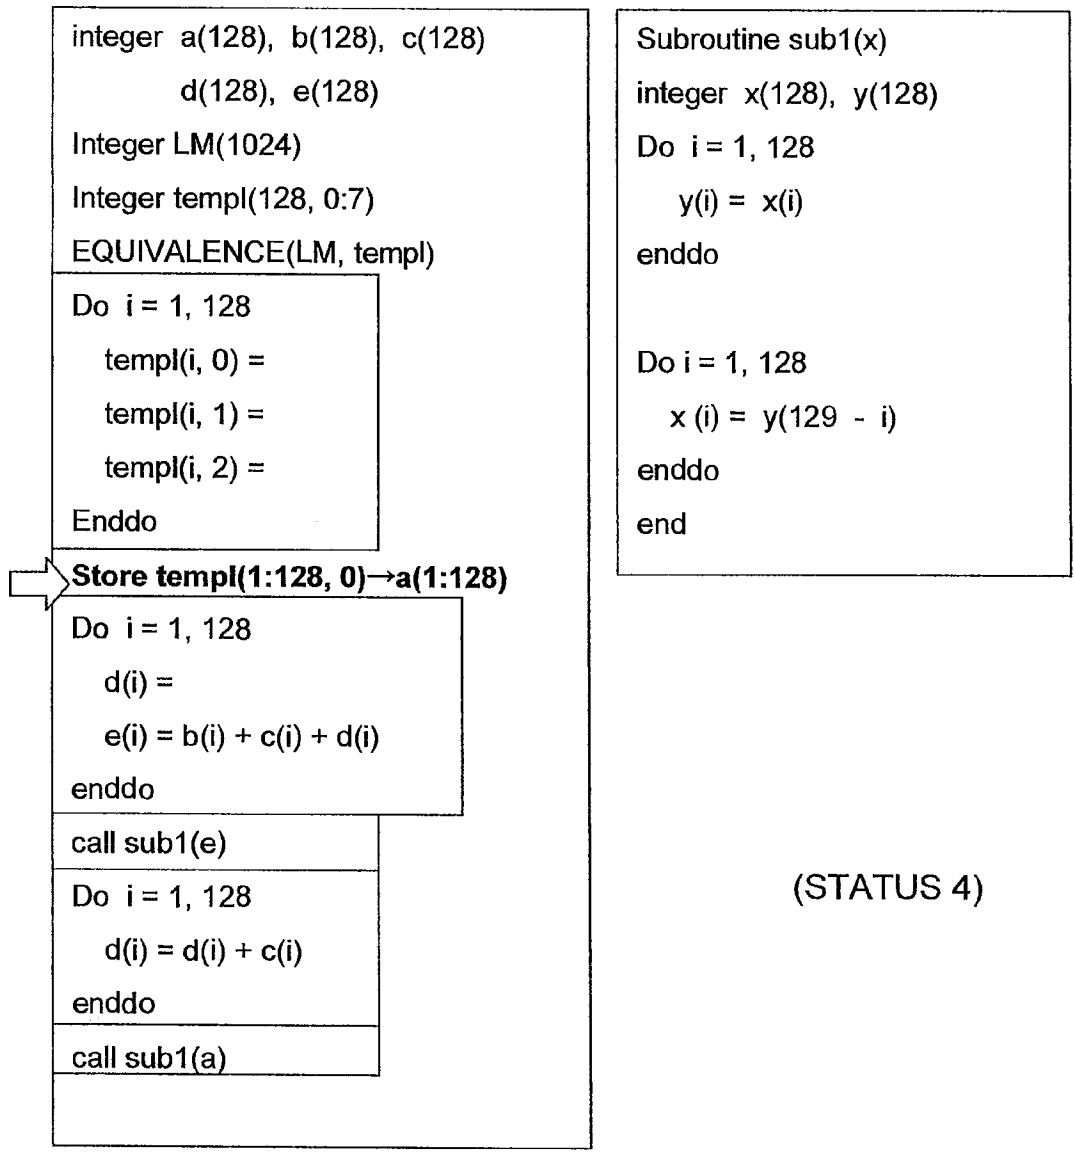 integer a(128), b(128), c(128)
d(128), e(128)
Integer LM(1024)
Integer templ(128, 0:7)
EQUIVALENCE(LM, templ)
Do i = 1, 128
templ(i, 0) =
templ(i, 1) =
templ(i, 2) =
Enddo
Store templ(1:128, 0)→a(1:128)
Do i = 1, 128
d(i) =
e(i) = b(i) + c(i) + d(i)
enddo
call sub1(e)
Do i = 1, 128
d(i) = d(i) + c(i)
enddo
call sub1(a)
Subroutine sub1(x)
integer x(128), y(128)
Do i = 1, 128
y(i) = x(i)
enddo
Do i = 1, 128
x (i) = y(129 - i)
enddo
end
(STATUS 4)